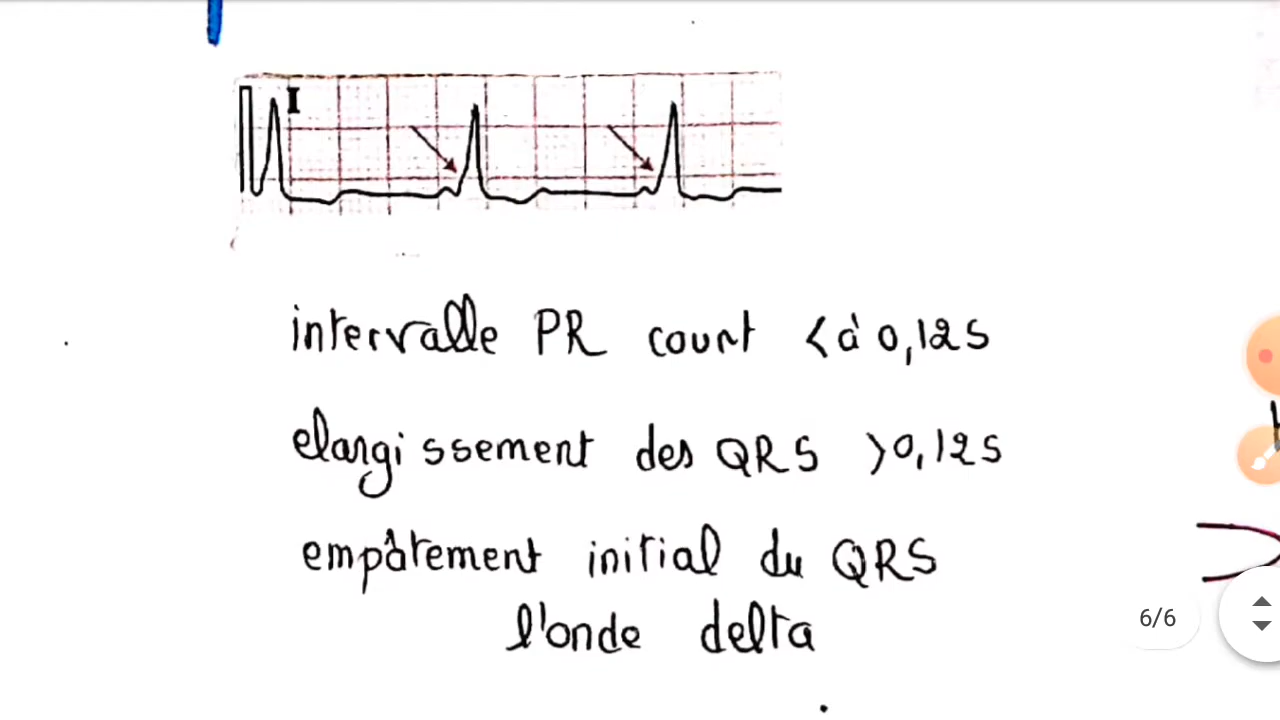 I
intervalle PR court < à 0,12s
elargissement des QRS >0,12s
empâtement initial du QRS
l'onde delta
6/6